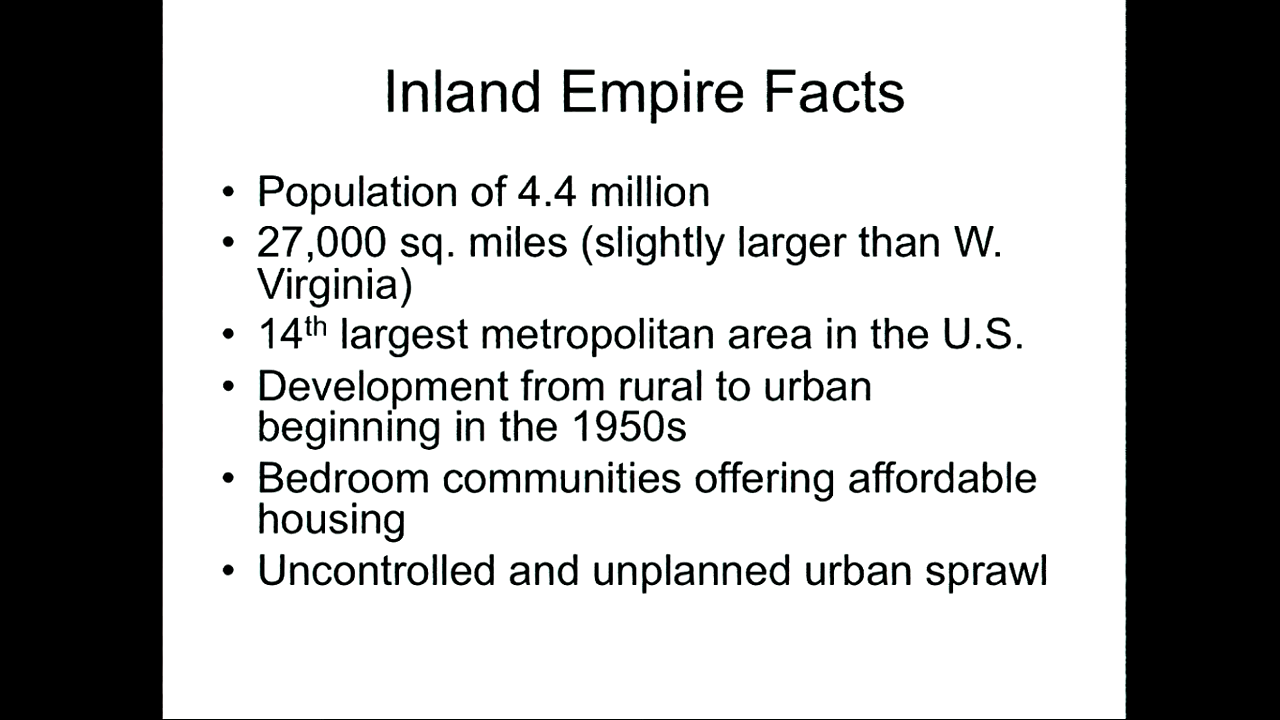 Inland Empire Facts
• Population of 4.4 million
• 27,000 sq. miles (slightly larger than W.
Virginia)
• 14th largest metropolitan area in the U.S.
• Development from rural to urban
beginning in the 1950s
• Bedroom communities offering affordable
housing
• Uncontrolled and unplanned urban sprawl